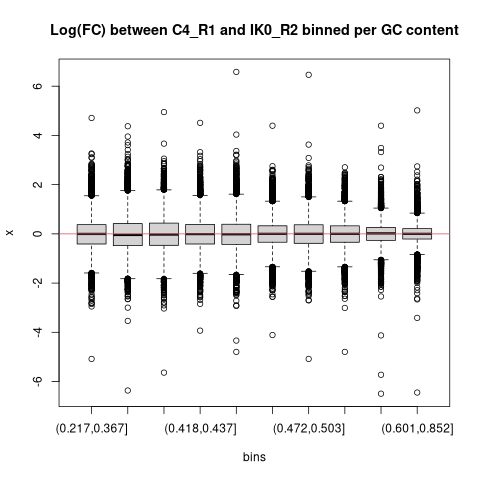 Log(FC) between C4_R1 and IK0_R2 binned per GC content
6
4
2
0
-2
-4
-6
x
(0.217,0.367] (0.418,0.437] (0.472,0.503] (0.601,0.852]
bins